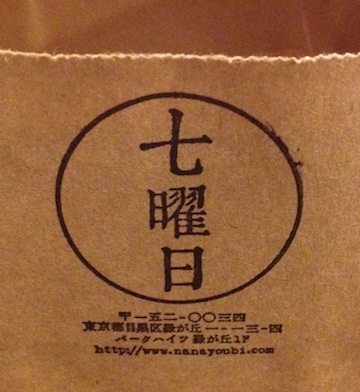 七曜日
〒一五二-〇〇三四
東京都目黒区緑が丘一-一三-四
パークハイツ緑が丘1F
http://www.nanayoubi.com